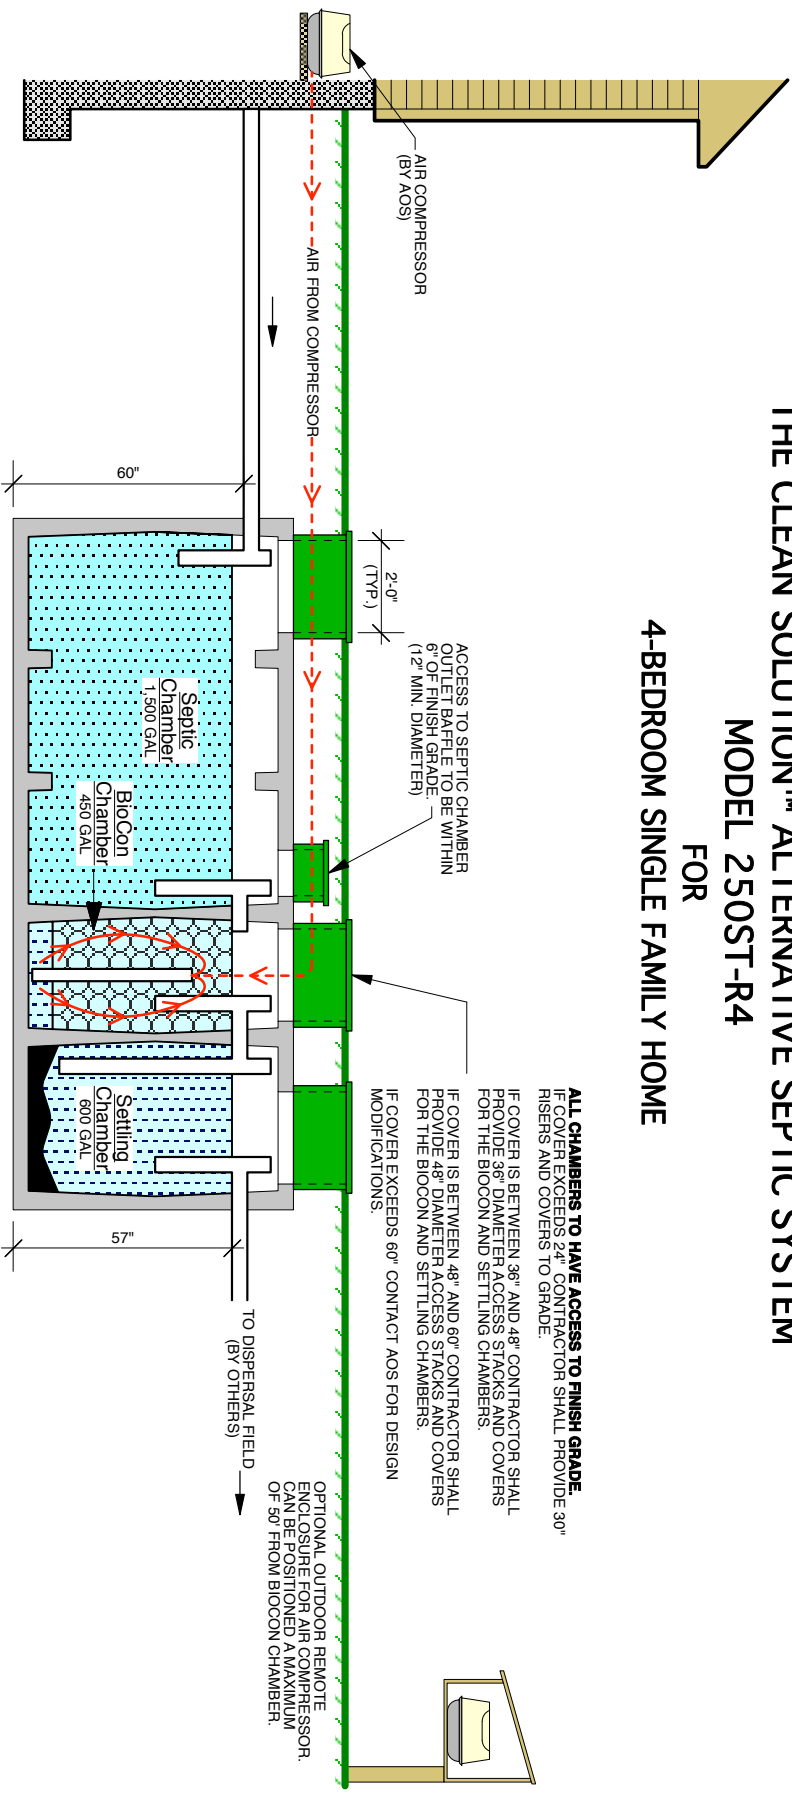 THE CLEAN SOLUTION™ ALTERNATIVE SEPTIC SYSTEM
MODEL 250ST-R4
FOR
4-BEDROOM SINGLE FAMILY HOME
AIR COMPRESSOR
(BY AOS)
AIR FROM COMPRESSOR
60"
2'-0"
(TYP.)
ACCESS TO SEPTIC CHAMBER
OUTLET BAFFLE TO BE WITHIN
6" OF FINISH GRADE.
(12" MIN. DIAMETER)
Septic
Chamber
1,500 GAL
BioCon
Chamber
450 GAL
Settling
Chamber
600 GAL
ALL CHAMBERS TO HAVE ACCESS TO FINISH GRADE.
IF COVER EXCEEDS 24" CONTRACTOR SHALL PROVIDE 30"
RISERS AND COVERS TO GRADE.
IF COVER IS BETWEEN 36" AND 48" CONTRACTOR SHALL
PROVIDE 36" DIAMETER ACCESS STACKS AND COVERS
FOR THE BIOCON AND SETTLING CHAMBERS.
IF COVER IS BETWEEN 48" AND 60" CONTRACTOR SHALL
PROVIDE 48" DIAMETER ACCESS STACKS AND COVERS
FOR THE BIOCON AND SETTLING CHAMBERS.
IF COVER EXCEEDS 60" CONTACT AOS FOR DESIGN
MODIFICATIONS.
57"
TO DISPERSAL FIELD
(BY OTHERS)
OPTIONAL OUTDOOR REMOTE
ENCLOSURE FOR AIR COMPRESSOR.
CAN BE POSITIONED A MAXIMUM
OF 50' FROM BIOCON CHAMBER.